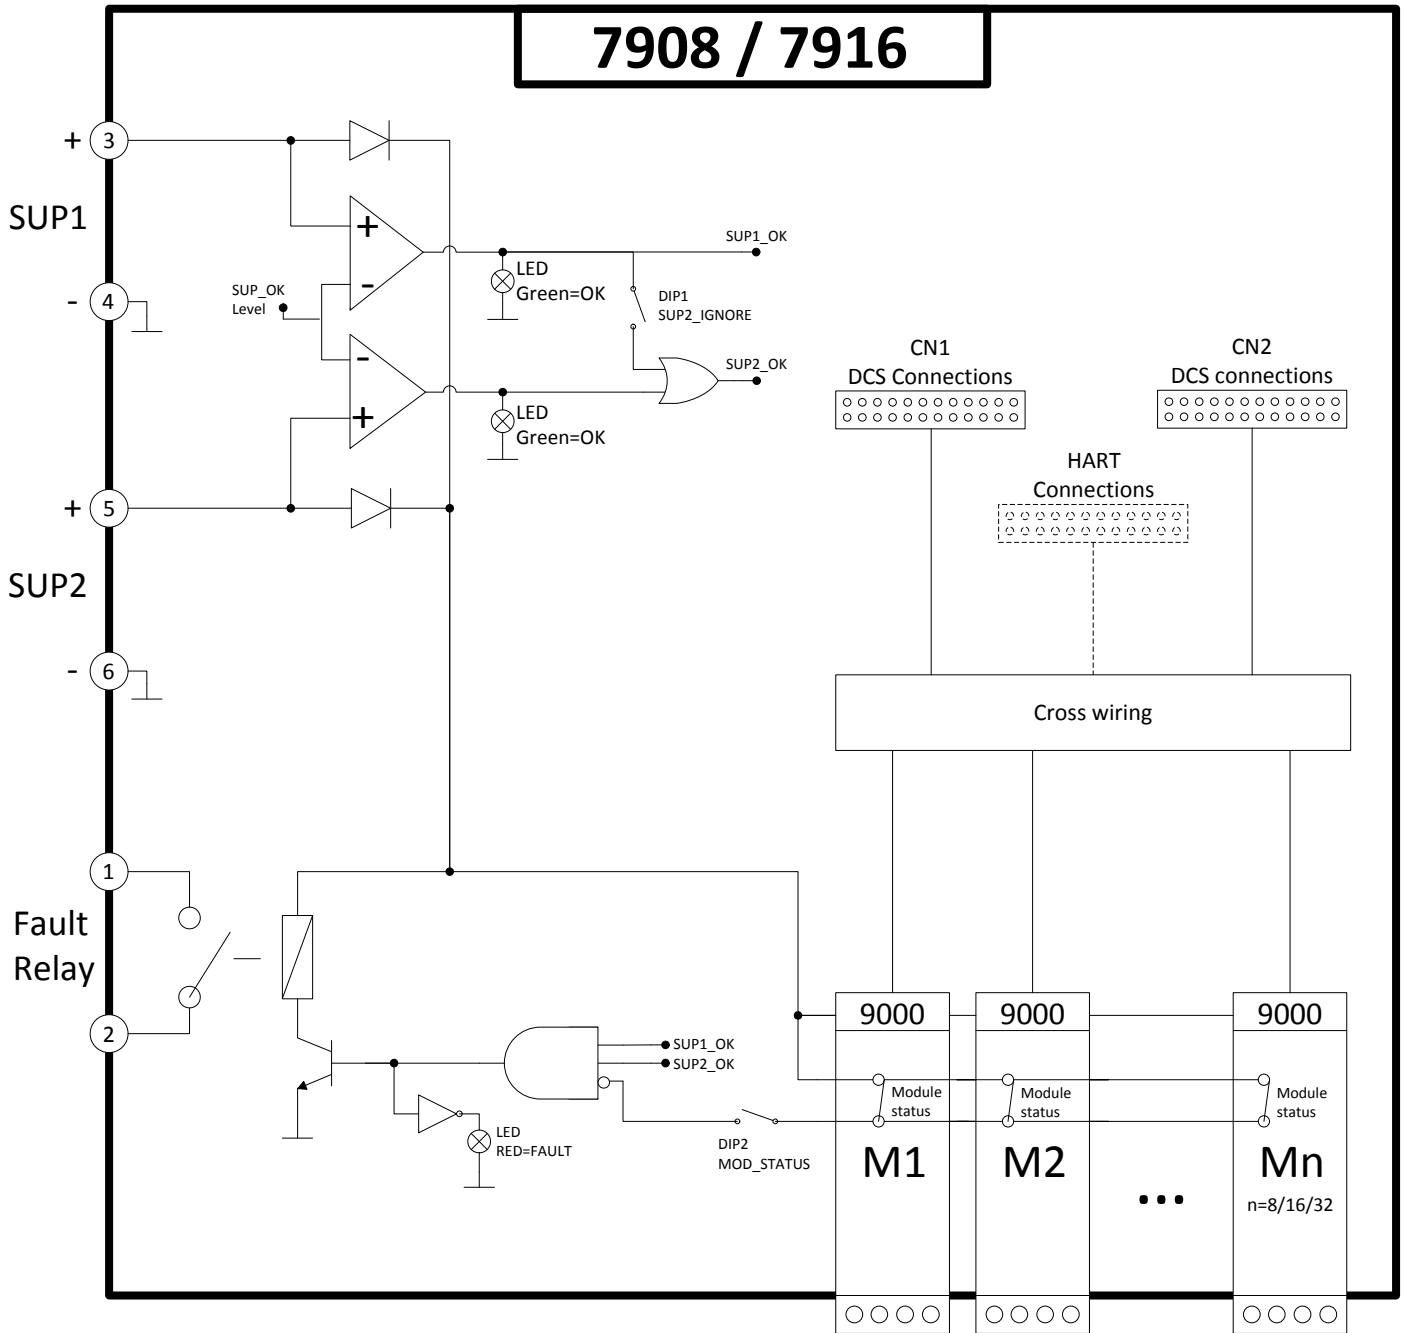 7908 / 7916
+ 3
SUP1
- 4
SUP_OK
Level
+
-
-
+
LED
Green=OK
SUP1_OK
DIP1
SUP2_IGNORE
SUP2_OK
LED
Green=OK
+ 5
SUP2
- 6
CN1
DCS Connections
CN2
DCS connections
HART
Connections
Cross wiring
1
Fault
Relay
2
SUP1_OK
SUP2_OK
LED
RED=FAULT
DIP2
MOD_STATUS
9000
Module
status
M1
9000
Module
status
M2
...
9000
Module
status
Mn
n=8/16/32